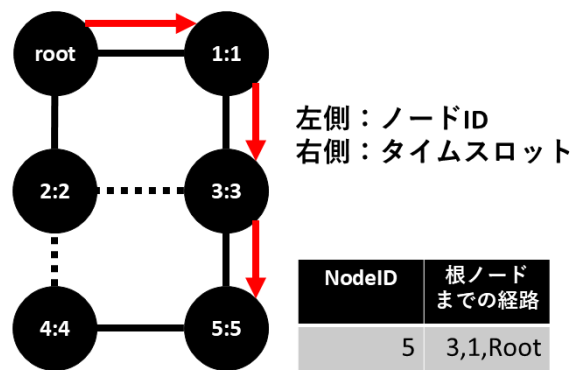 root
1:1
左側：ノードID
右側：タイムスロット
2:2
3:3
4:4
5:5
NodeID
根ノード
までの経路
5
3,1,Root